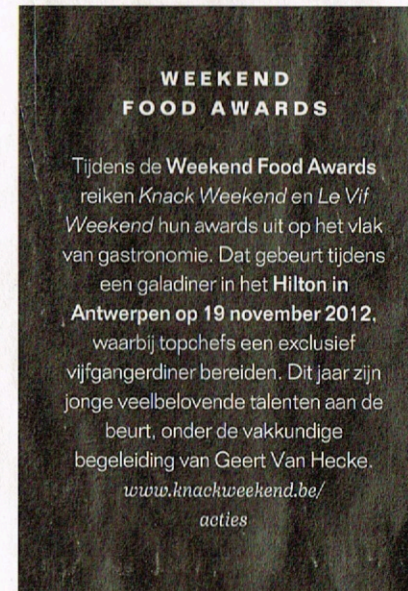 WEEKEND
FOOD AWARDS
Tijdens de Weekend Food Awards
reiken Knack Weekend en Le Vif
Weekend hun awards uit op het vlak
van gastronomie. Dat gebeurt tijdens
een galadiner in het Hilton in
Antwerpen op 19 november 2012,
waarbij topchefs een exclusief
vijfgangerdiner bereiden. Dit jaar zijn
jonge veelbelovende talenten aan de
beurt, onder de vakkundige
begeleiding van Geert Van Hecke.
www.knackweekend.be/
acties